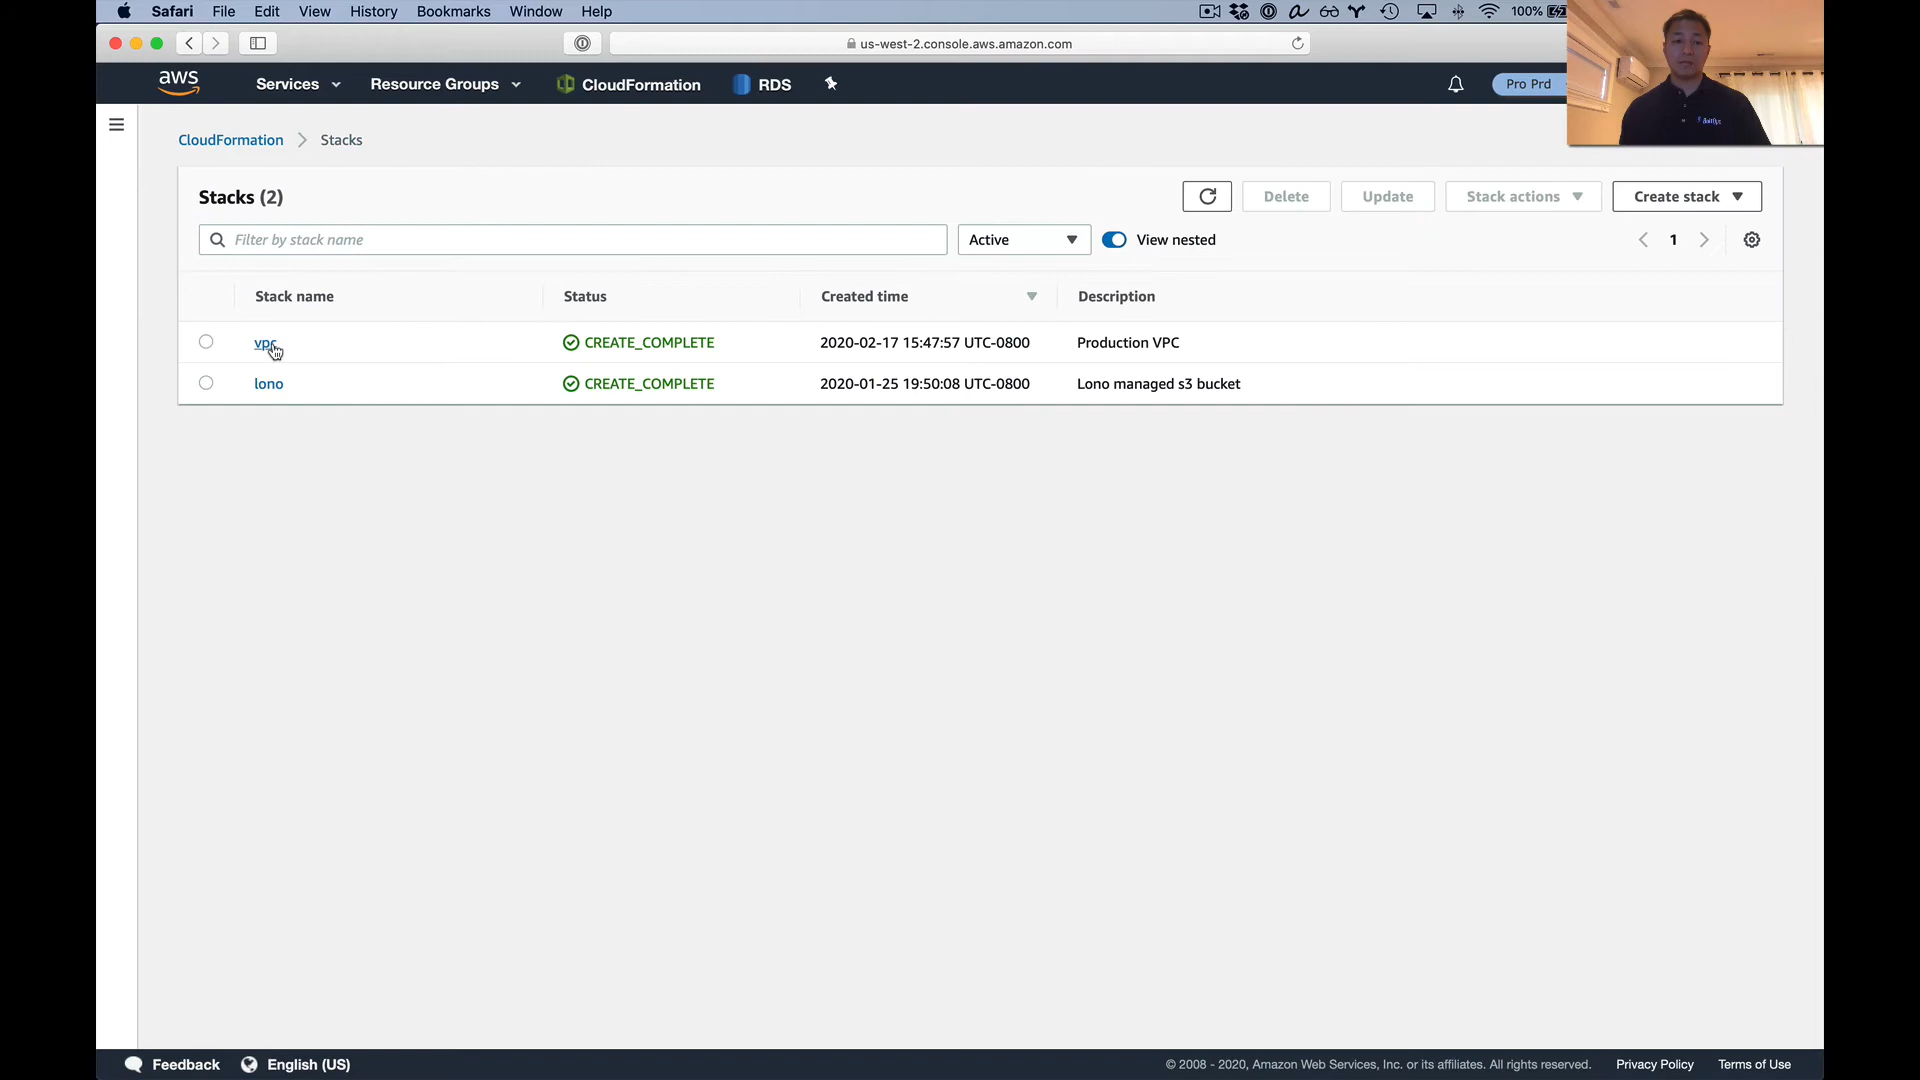 Safari File Edit View History Bookmarks Window Help 100%
us-west-2.console.aws.amazon.com
aws Services Resource Groups CloudFormation RDS Pro Prd
CloudFormation Stacks
Stacks (2) Delete Update Stack actions Create stack
Filter by stack name Active View nested 1
Stack name Status Created time Description
vpc CREATE_COMPLETE 2020-02-17 15:47:57 UTC-0800 Production VPC
lono CREATE_COMPLETE 2020-01-25 19:50:08 UTC-0800 Lono managed s3 bucket
Feedback English (US) © 2008 - 2020, Amazon Web Services, Inc. or its affiliates. All rights reserved. Privacy Policy Terms of Use